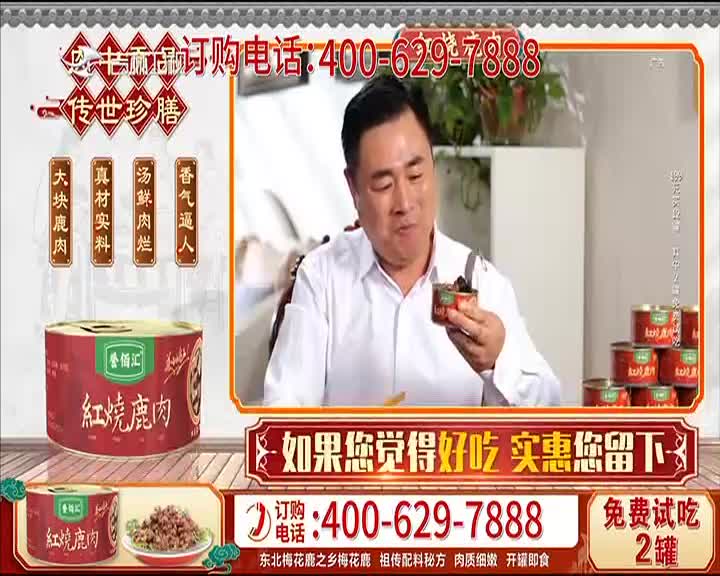 订购电话:400-629-7888
传世珍膳
大块鹿肉
真材实料
汤鲜肉烂
香气逼人
广告
誉佰汇
紅燒鹿肉
如果您觉得好吃 实惠您留下
誉佰汇
紅燒鹿肉
订购电话:400-629-7888
东北梅花鹿之乡梅花鹿 祖传配料秘方 肉质细嫩 开罐即食
免费试吃
2罐